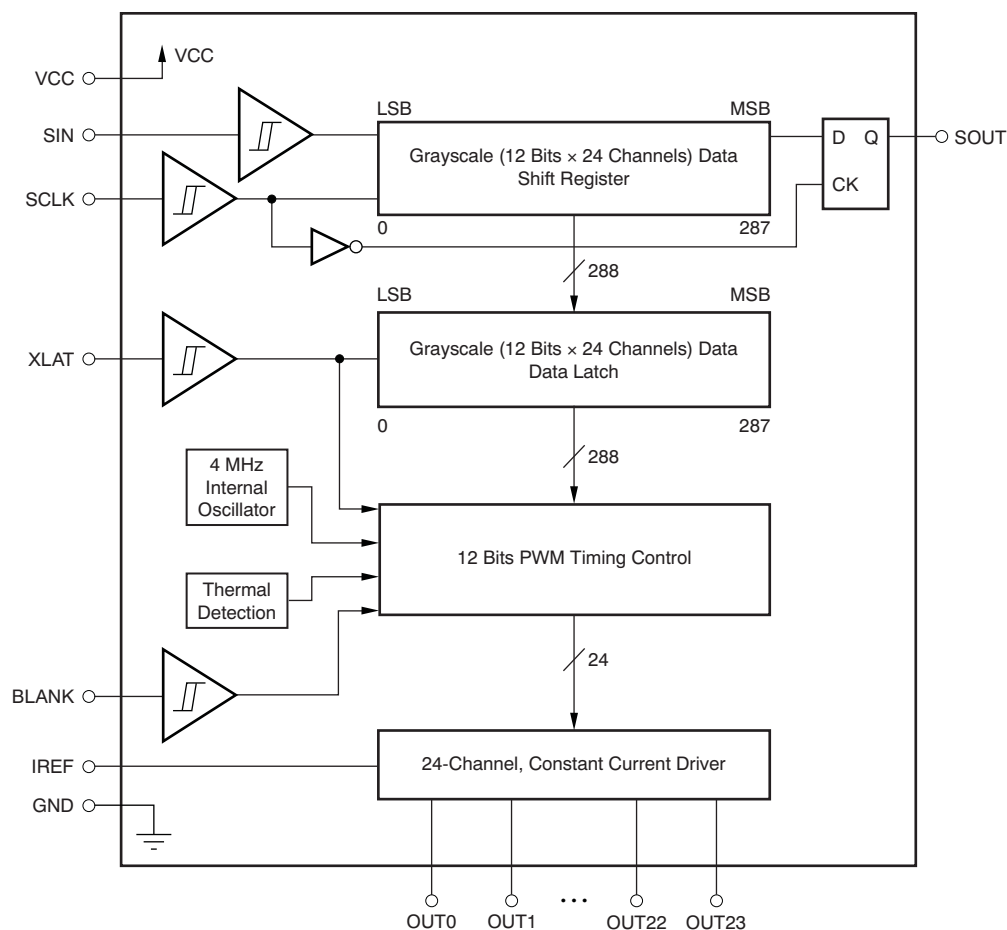 VCC
VCC
LSB
MSB
SIN
Grayscale (12 Bits × 24 Channels) Data
Shift Register
D Q
SOUT
SCLK
CK
0
287
288
LSB
MSB
XLAT
Grayscale (12 Bits × 24 Channels) Data
Data Latch
0
287
288
4 MHz
Internal
Oscillator
12 Bits PWM Timing Control
Thermal
Detection
24
BLANK
IREF
24-Channel, Constant Current Driver
GND
OUT0
OUT1
...
OUT22
OUT23